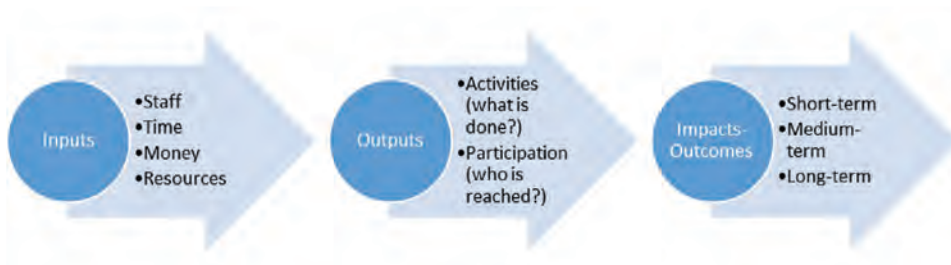 Inputs
•Staff
•Time
•Money
•Resources
Outputs
•Activities
(what is
done?)
•Participation
(who is
reached?)
Impacts-
Outcomes
•Short-term
•Medium-
term
•Long-term